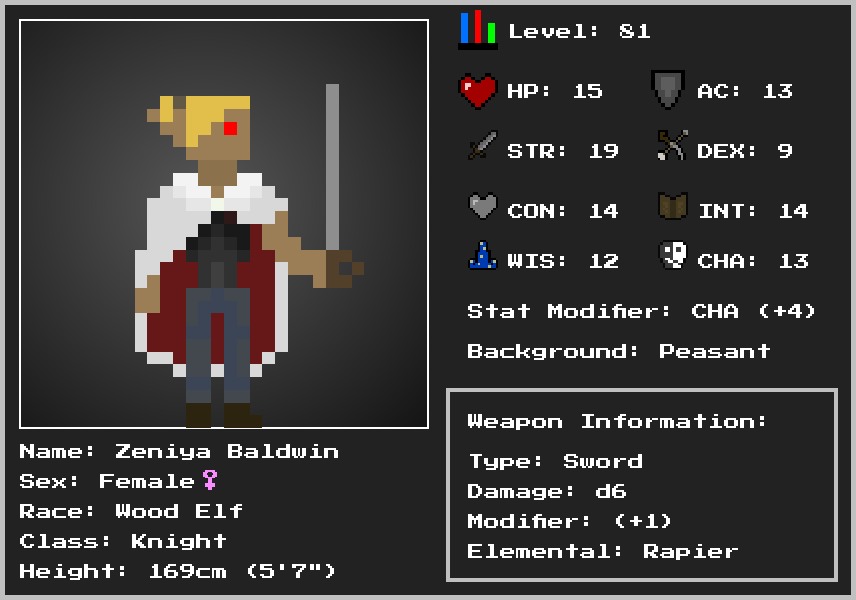 Level: 81
HP: 15
AC: 13
STR: 19
DEX: 9
CON: 14
INT: 14
WIS: 12
CHA: 13
Stat Modifier: CHA (+4)
Background: Peasant
Weapon Information:
Type: Sword
Damage: d6
Modifier: (+1)
Elemental: Rapier
Name: Zeniya Baldwin
Sex: Female♀
Race: Wood Elf
Class: Knight
Height: 169cm (5'7")